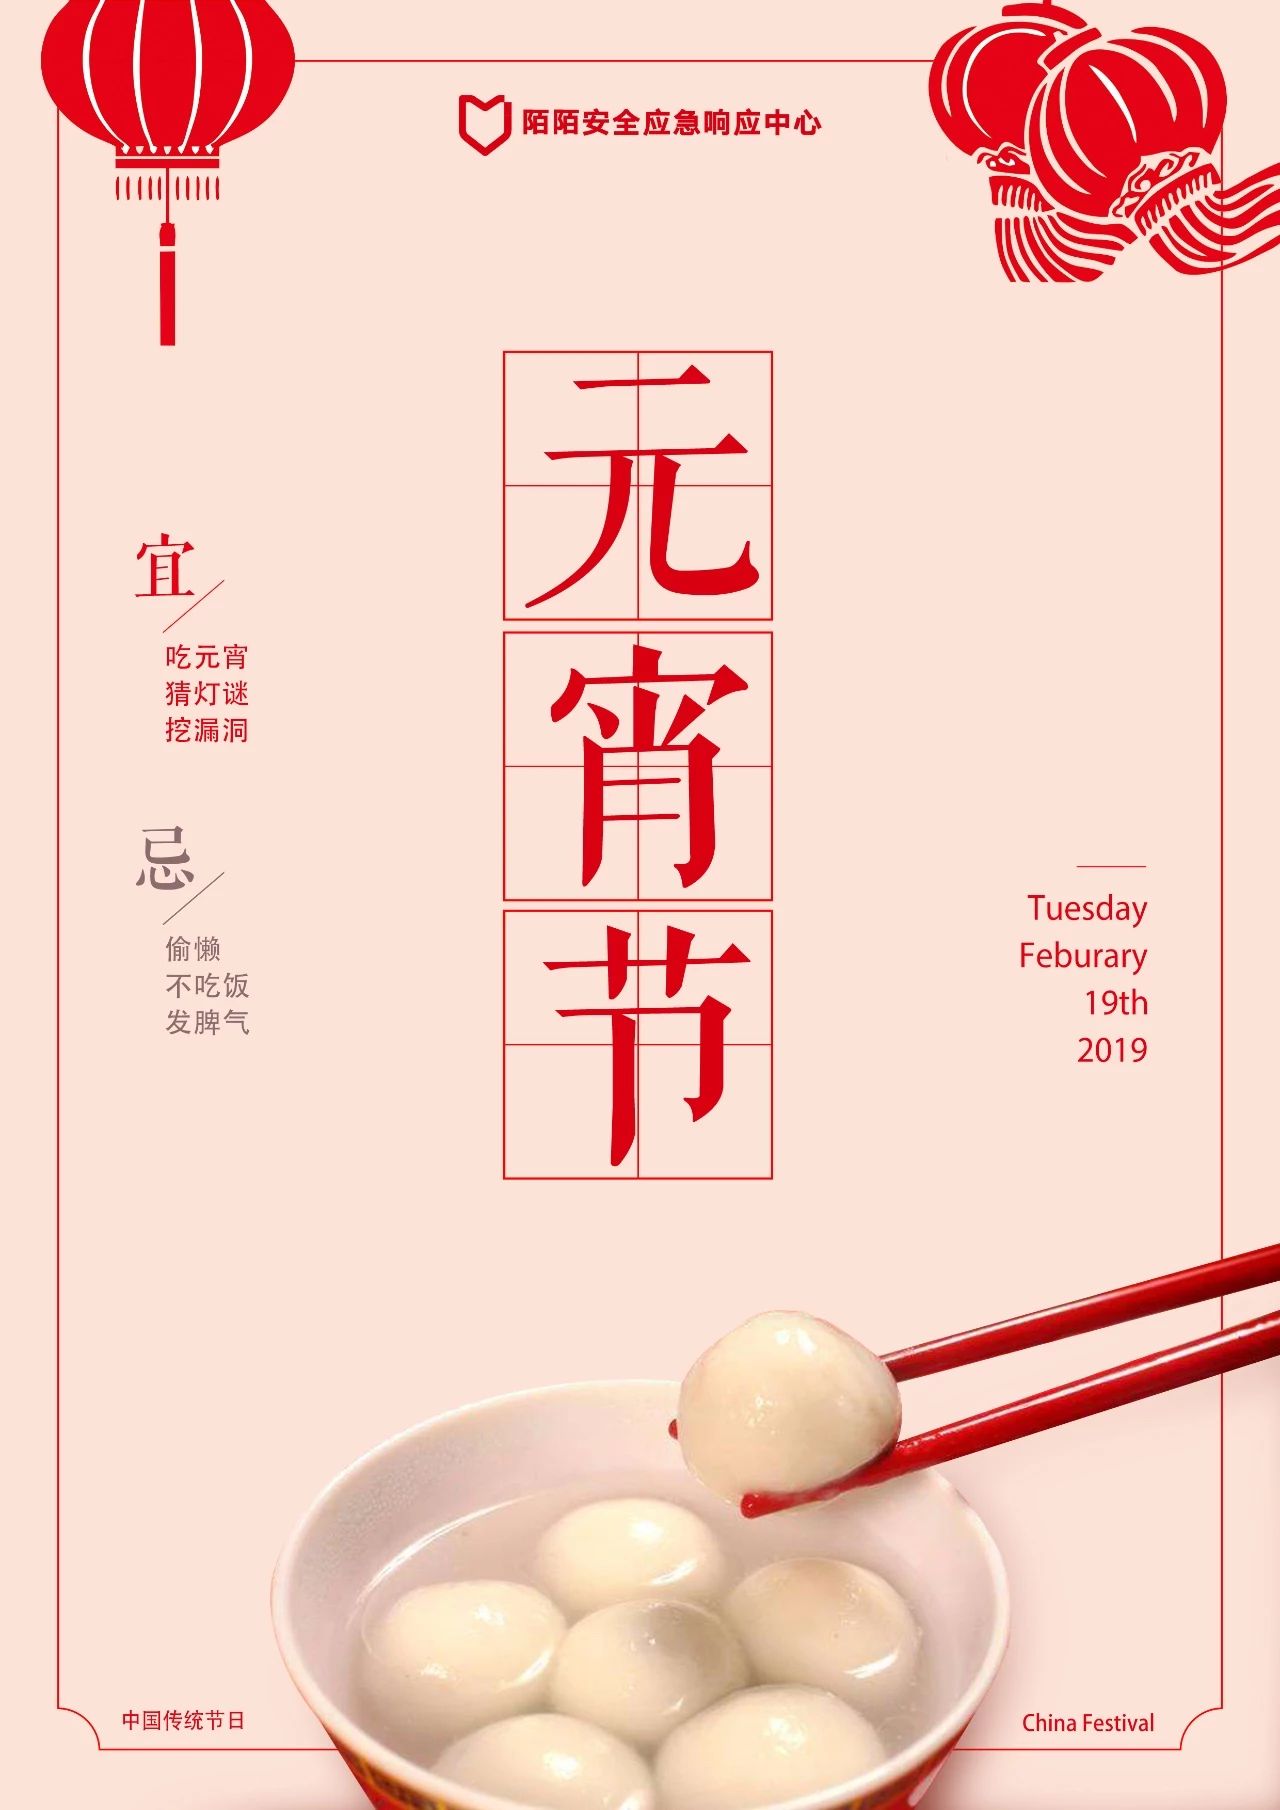 陌陌安全应急响应中心
元宵节
宜
吃元宵
猜灯谜
挖漏洞
忌
偷懒
不吃饭
发脾气
Tuesday
Feburary
19th
2019
中国传统节日
China Festival